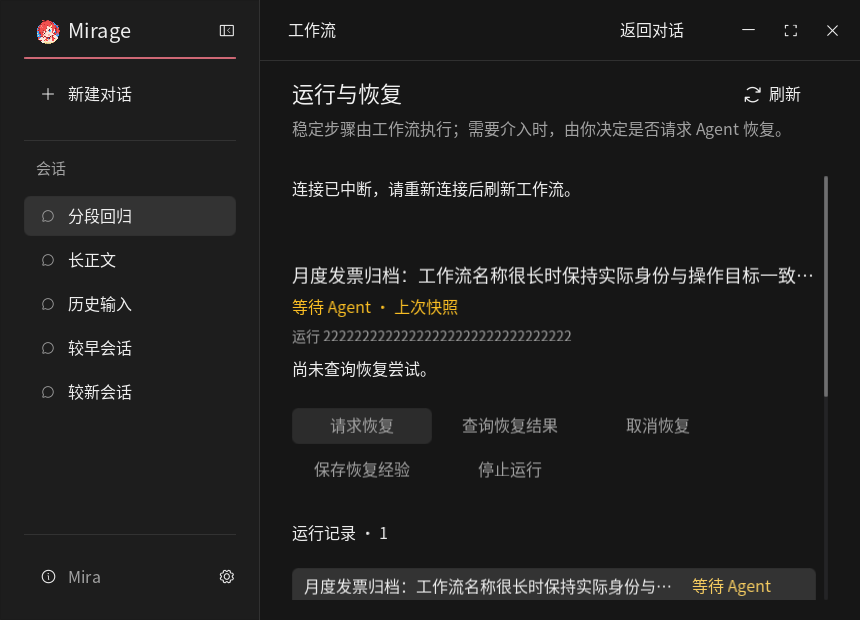 Mirage
新建对话
会话
分段回归
长正文
历史输入
较早会话
较新会话
Mira
工作流
返回对话
运行与恢复
刷新
稳定步骤由工作流执行；需要介入时，由你决定是否请求 Agent 恢复。
连接已中断，请重新连接后刷新工作流。
月度发票归档：工作流名称很长时保持实际身份与操作目标一致…
等待 Agent · 上次快照
运行 22222222222222222222222222222222
尚未查询恢复尝试。
请求恢复
查询恢复结果
取消恢复
保存恢复经验
停止运行
运行记录 · 1
月度发票归档：工作流名称很长时保持实际身份与… 等待 Agent